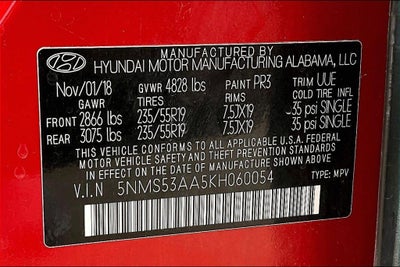 MANUFACTURED BY
HYUNDAI MOTOR MANUFACTURING ALABAMA, LLC
Nov/01/18 GVWR 4828 lbs PAINT PR3 TRIM UUE
GAWR TIRES RIMS COLD TIRE INFL
FRONT 2866 lbs 235/55R19 7.5JX19 35 psi SINGLE
REAR 3075 lbs 235/55R19 7.5JX19 35 psi SINGLE
THIS VEHICLE CONFORMS TO ALL APPLICABLE U.S.A. FEDERAL
MOTOR VEHICLE SAFETY AND THEFT PREVENTION STANDARDS
IN EFFECT ON THE DATE OF MANUFACTURE SHOWN ABOVE.
V.I.N 5NMS53AA5KH060054 TYPE: MPV